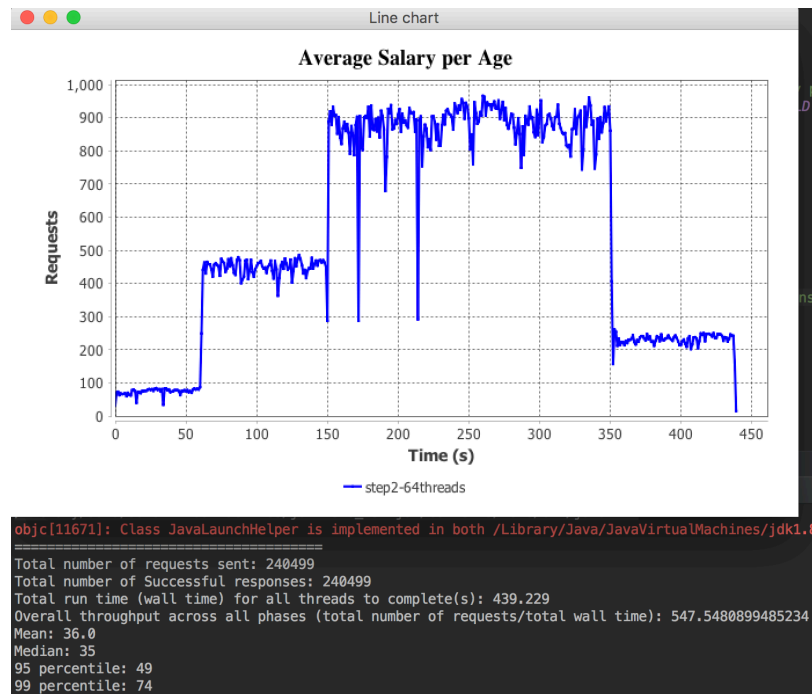 Line chart
Average Salary per Age
1,000
900
800
700
600
500
400
300
200
100
0
Requests
0 50 100 150 200 250 300 350 400 450
Time (s)
step2-64threads
objc[11671]: Class JavaLaunchHelper is implemented in both /Library/Java/JavaVirtualMachines/jdk1.8
======================================
Total number of requests sent: 240499
Total number of Successful responses: 240499
Total run time (wall time) for all threads to complete(s): 439.229
Overall throughput across all phases (total number of requests/total wall time): 547.5480899485234
Mean: 36.0
Median: 35
95 percentile: 49
99 percentile: 74